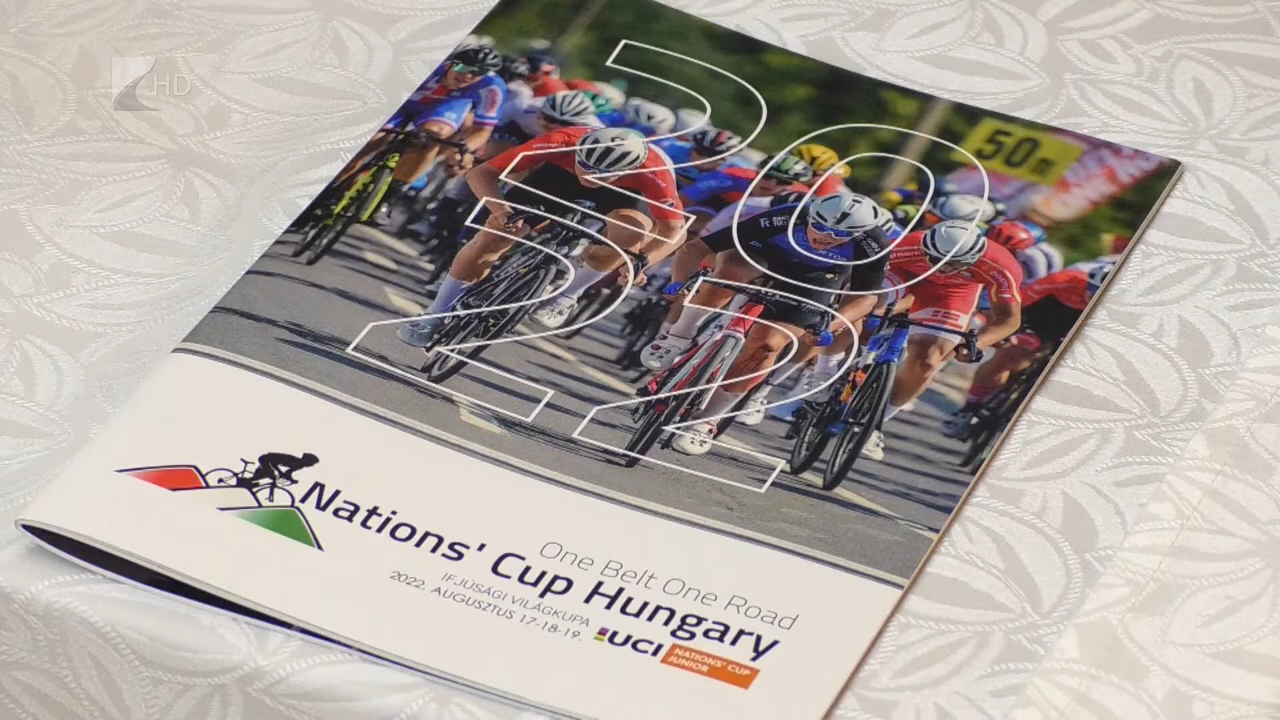 HD
2022
50m
One Belt One Road
Nations' Cup Hungary
IFJÚSÁGI VILÁGKUPA
2022. AUGUSZTUS 17-18-19.
UCI
NATIONS' CUP
JUNIOR